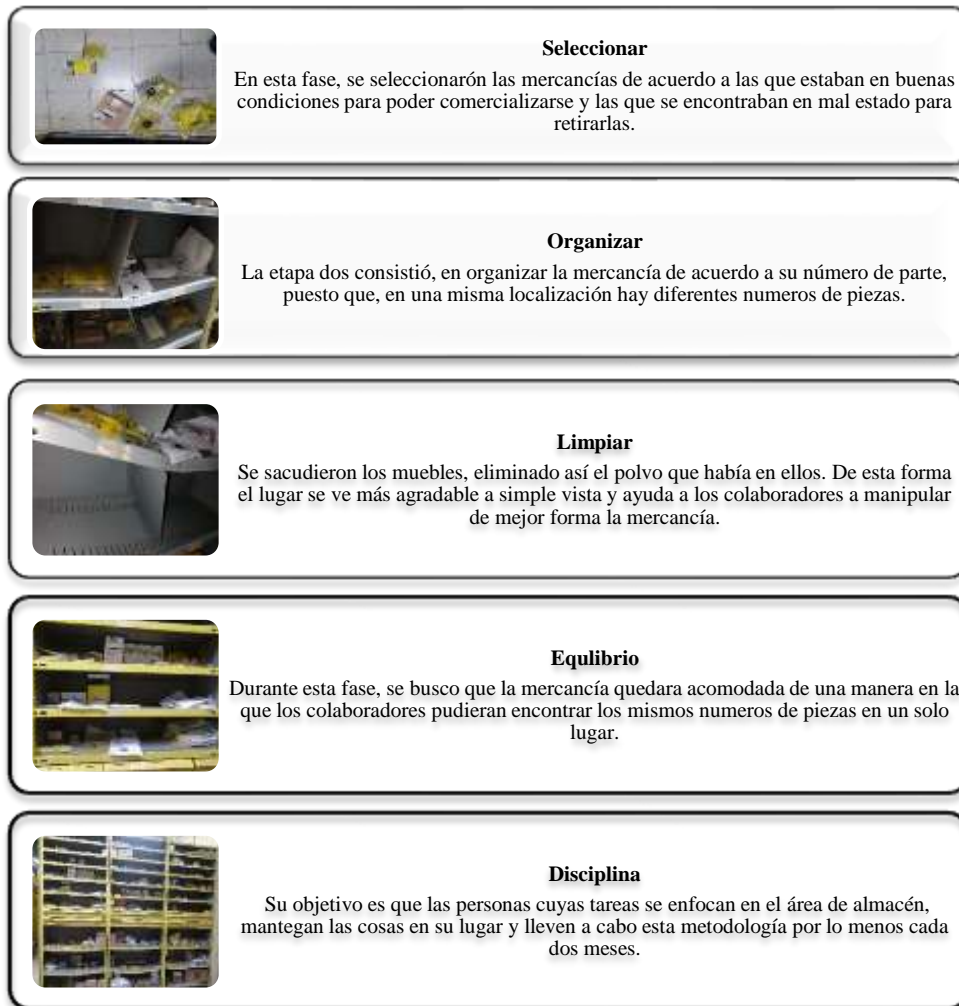 Seleccionar
En esta fase, se seleccionarón las mercancías de acuerdo a las que estaban en buenas
condiciones para poder comercializarse y las que se encontraban en mal estado para
retirarlas.
Organizar
La etapa dos consistió, en organizar la mercancía de acuerdo a su número de parte,
puesto que, en una misma localización hay diferentes numeros de piezas.
Limpiar
Se sacudieron los muebles, eliminado así el polvo que había en ellos. De esta forma
el lugar se ve más agradable a simple vista y ayuda a los colaboradores a manipular
de mejor forma la mercancía.
Equlibrio
Durante esta fase, se busco que la mercancía quedara acomodada de una manera en la
que los colaboradores pudieran encontrar los mismos numeros de piezas en un solo
lugar.
Disciplina
Su objetivo es que las personas cuyas tareas se enfocan en el área de almacén,
mantegan las cosas en su lugar y lleven a cabo esta metodología por lo menos cada
dos meses.